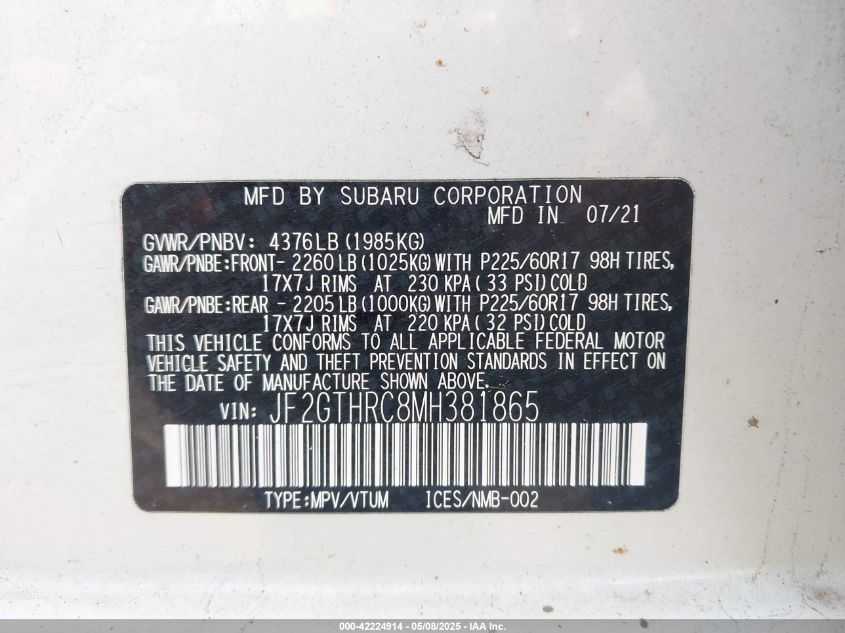 MFD BY SUBARU CORPORATION
MFD IN 07/21
GVWR/PNBV: 4376LB (1985KG)
GAWR/PNBE:FRONT- 2260LB (1025KG) WITH P225/60R17 98H TIRES,
17X7J RIMS AT 230 KPA ( 33 PSI) COLD
GAWR/PNBE:REAR - 2205LB (1000KG) WITH P225/60R17 98H TIRES,
17X7J RIMS AT 220 KPA ( 32 PSI) COLD
THIS VEHICLE CONFORMS TO ALL APPLICABLE FEDERAL MOTOR
VEHICLE SAFETY AND THEFT PREVENTION STANDARDS IN EFFECT ON
THE DATE OF MANUFACTURE SHOWN ABOVE.
VIN: JF2GTHRC8MH381865
TYPE:MPV/VTUM ICES/NMB-002
000-42224914 - 05/08/2025 - IAA Inc.